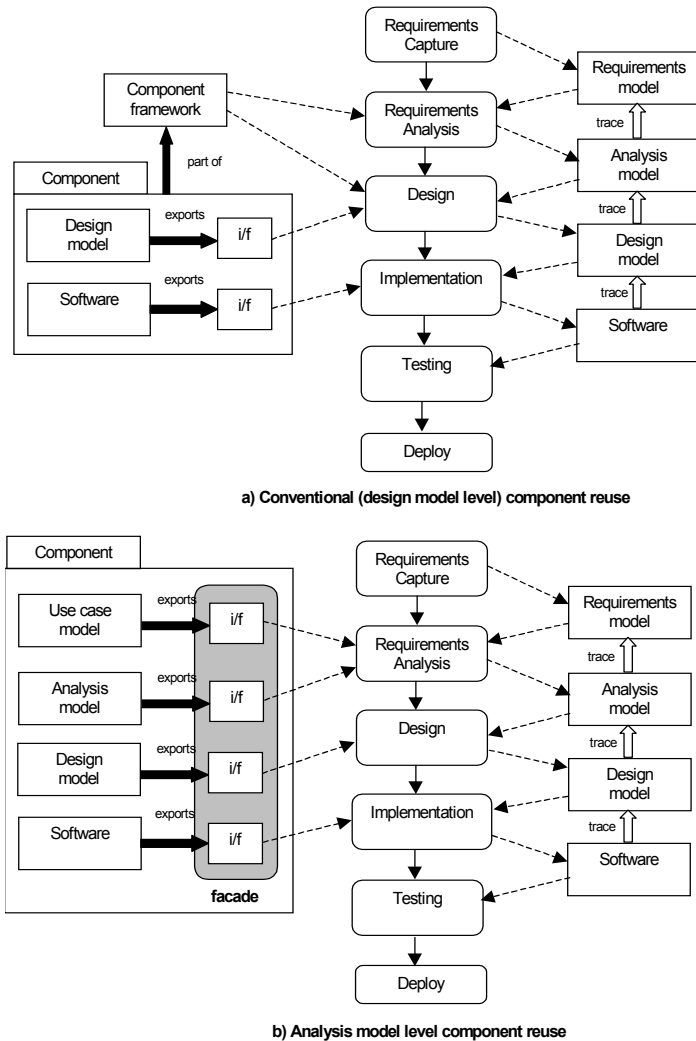 Requirements
Capture
Requirements
model
Component
framework
Requirements
Analysis
trace
part of
Analysis
model
Component
Design
trace
Design
model
exports
i/f
Design
model
Software
exports
i/f
Implementation
trace
Software
Testing
Deploy
a) Conventional (design model level) component reuse
Component
Requirements
Capture
Use case
model
exports
i/f
Requirements
model
Requirements
Analysis
trace
Analysis
model
exports
i/f
Analysis
model
Design
trace
Design
model
exports
i/f
Design
model
Software
exports
i/f
Implementation
trace
Software
facade
Testing
Deploy
b) Analysis model level component reuse